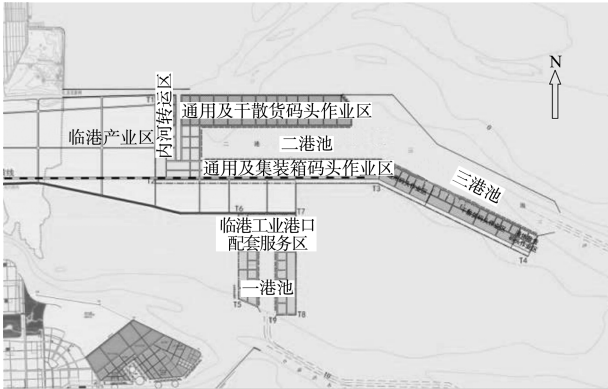 N
T1
内河转运区
通用及干散货码头作业区
临港产业区
二港池
通用及集装箱码头作业区
T2
T3
三港池
T6
T7
临港工业港口
配套服务区
T4
一港池
T5
T9
T8